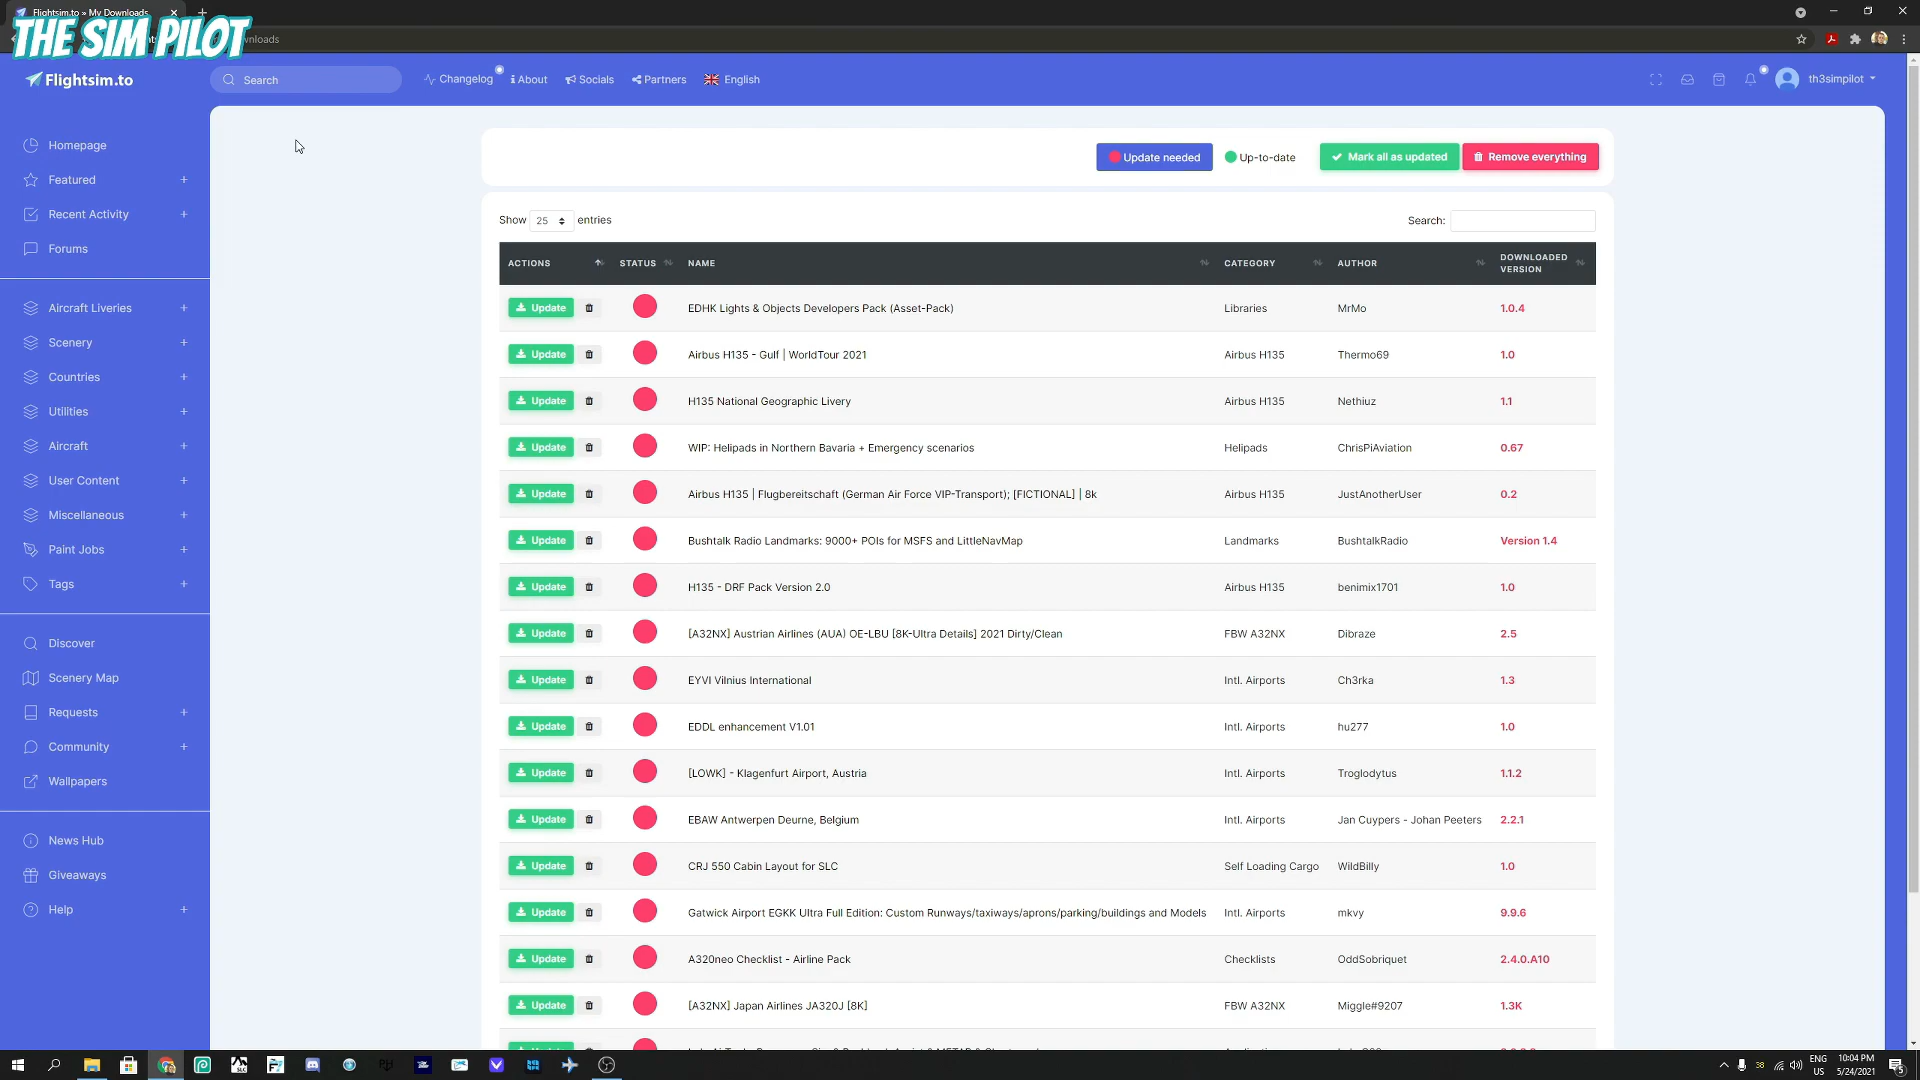 Flightsim.to » My Downloads
THE SIM PILOT
Flightsim.to
Search
Changelog
About
Socials
Partners
English
th3simpilot
Homepage
Featured
Recent Activity
Forums
Aircraft Liveries
Scenery
Countries
Utilities
Aircraft
User Content
Miscellaneous
Paint Jobs
Tags
Discover
Scenery Map
Requests
Community
Wallpapers
News Hub
Giveaways
Help
Update needed Up-to-date Mark all as updated Remove everything
Show 25 entries Search:
ACTIONS STATUS NAME CATEGORY AUTHOR DOWNLOADED VERSION
Update EDHK Lights & Objects Developers Pack (Asset-Pack) Libraries MrMo 1.0.4
Update Airbus H135 - Gulf | WorldTour 2021 Airbus H135 Thermo69 1.0
Update H135 National Geographic Livery Airbus H135 Nethiuz 1.1
Update WIP: Helipads in Northern Bavaria + Emergency scenarios Helipads ChrisPiAviation 0.67
Update Airbus H135 | Flugbereitschaft (German Air Force VIP-Transport); [FICTIONAL] | 8k Airbus H135 JustAnotherUser 0.2
Update Bushtalk Radio Landmarks: 9000+ POIs for MSFS and LittleNavMap Landmarks BushtalkRadio Version 1.4
Update H135 - DRF Pack Version 2.0 Airbus H135 benimix1701 1.0
Update [A32NX] Austrian Airlines (AUA) OE-LBU [8K-Ultra Details] 2021 Dirty/Clean FBW A32NX Dibraze 2.5
Update EYVI Vilnius International Intl. Airports Ch3rka 1.3
Update EDDL enhancement V1.01 Intl. Airports hu277 1.0
Update [LOWK] - Klagenfurt Airport, Austria Intl. Airports Troglodytus 1.1.2
Update EBAW Antwerpen Deurne, Belgium Intl. Airports Jan Cuypers - Johan Peeters 2.2.1
Update CRJ 550 Cabin Layout for SLC Self Loading Cargo WildBilly 1.0
Update Gatwick Airport EGKK Ultra Full Edition: Custom Runways/taxiways/aprons/parking/buildings and Models Intl. Airports mkvy 9.9.6
Update A320neo Checklist - Airline Pack Checklists OddSobriquet 2.4.0.A10
Update [A32NX] Japan Airlines JA320J [8K] FBW A32NX Miggle#9207 1.3K
38 ENG US 10:04 PM 5/24/2021